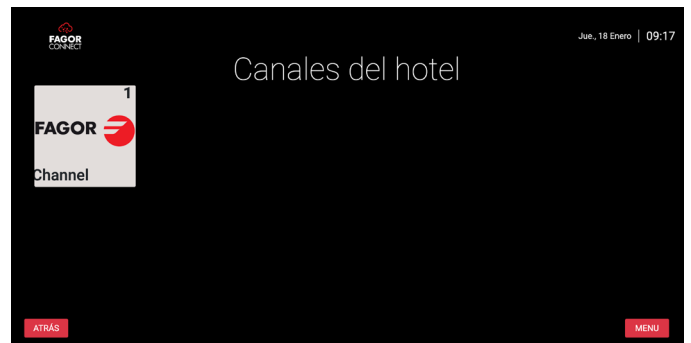 FAGOR
CONNECT
Jue., 18 Enero | 09:17
Canales del hotel
1
FAGOR
Channel
ATRÁS
MENU